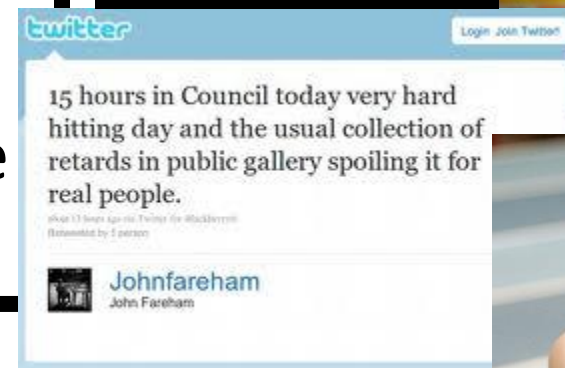 twitter
Login Join Twitter!
15 hours in Council today very hard
hitting day and the usual collection of
retards in public gallery spoiling it for
real people.
e
Johnfareham
John Fareham